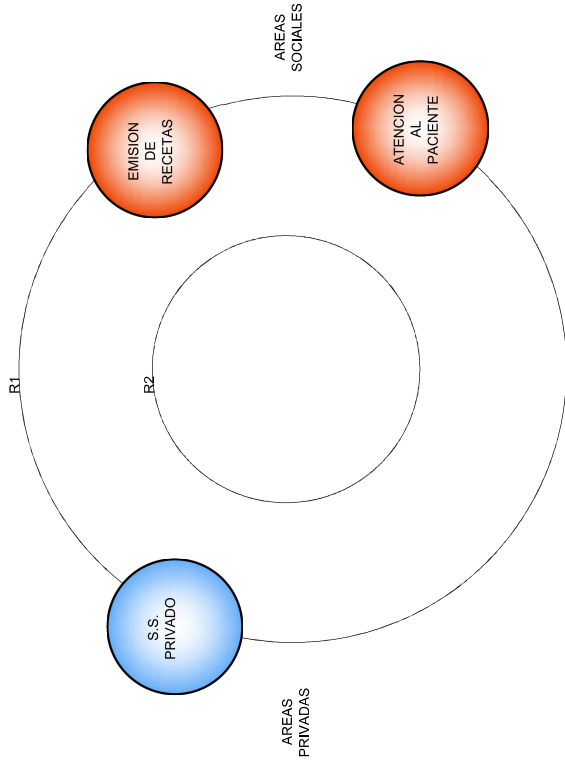 AREAS
SOCIALES
EMISION
DE
RECETAS
ATENCION
AL
PACIENTE
R1
R2
S.S.
PRIVADO
AREAS
PRIVADAS